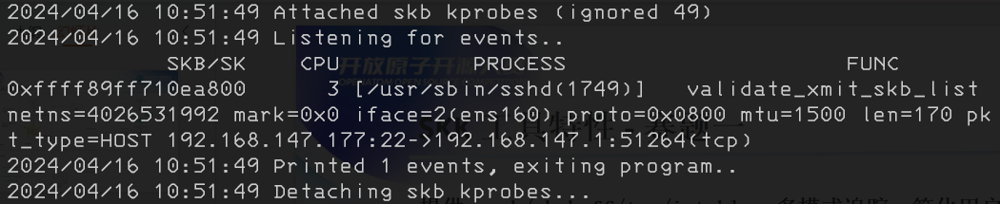 2024/04/16 10:51:49 Attached skb kprobes (ignored 49)
2024/04/16 10:51:49 Listening for events..
SKB/SK CPU PROCESS FUNC
0xffff89ff710ea800 3 [/usr/sbin/sshd(1749)] validate_xmit_skb_list
netns=4026531992 mark=0x0 iface=2(ens160) proto=0x0800 mtu=1500 len=170 pk
t_type=HOST 192.168.147.177:22->192.168.147.1:51264(tcp)
2024/04/16 10:51:49 Printed 1 events, exiting program..
2024/04/16 10:51:49 Detaching skb kprobes...